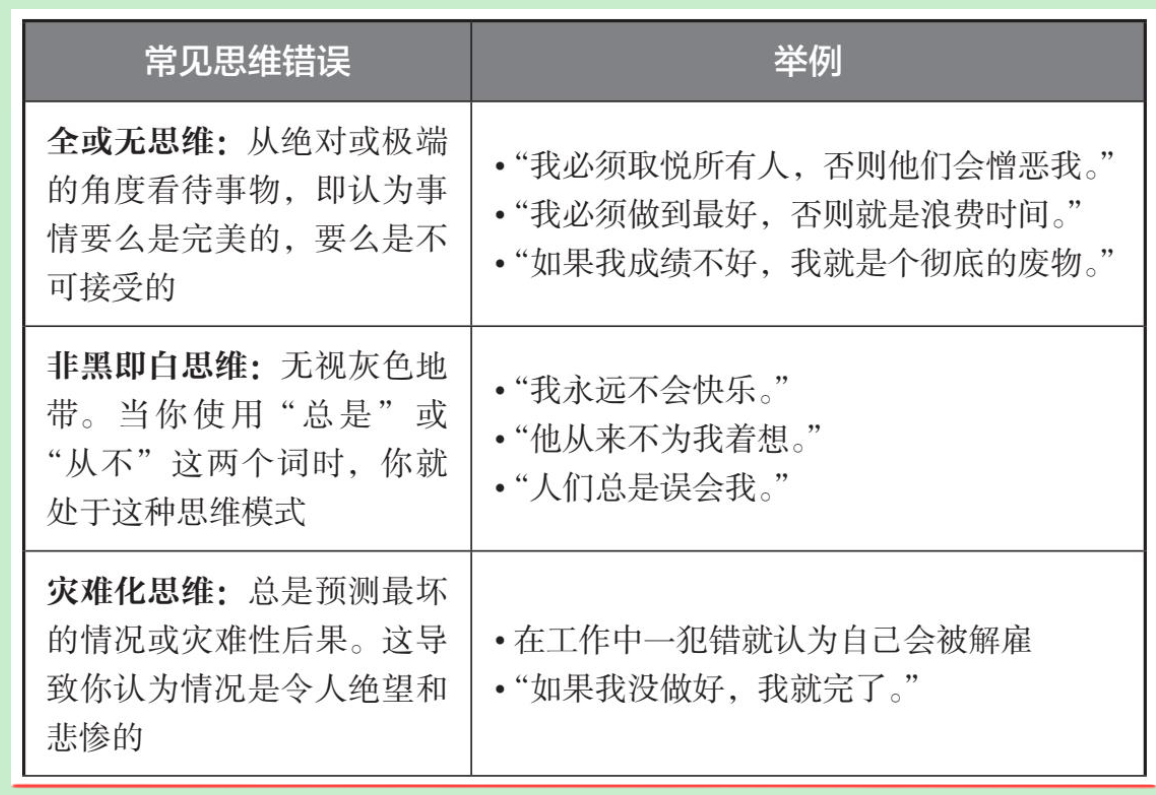 常见思维错误
举例
全或无思维：从绝对或极端
的角度看待事物，即认为事
情要么是完美的，要么是不
可接受的
•“我必须取悦所有人，否则他们会憎恶我。”
•“我必须做到最好，否则就是浪费时间。”
•“如果我成绩不好，我就是个彻底的废物。”
非黑即白思维：无视灰色地
带。当你使用“总是”或
“从不”这两个词时，你就
处于这种思维模式
•“我永远不会快乐。”
•“他从来不为我着想。”
•“人们总是误会我。”
灾难化思维：总是预测最坏
的情况或灾难性后果。这导
致你认为情况是令人绝望和
悲惨的
•在工作中一犯错就认为自己会被解雇
•“如果我没做好，我就完了。”